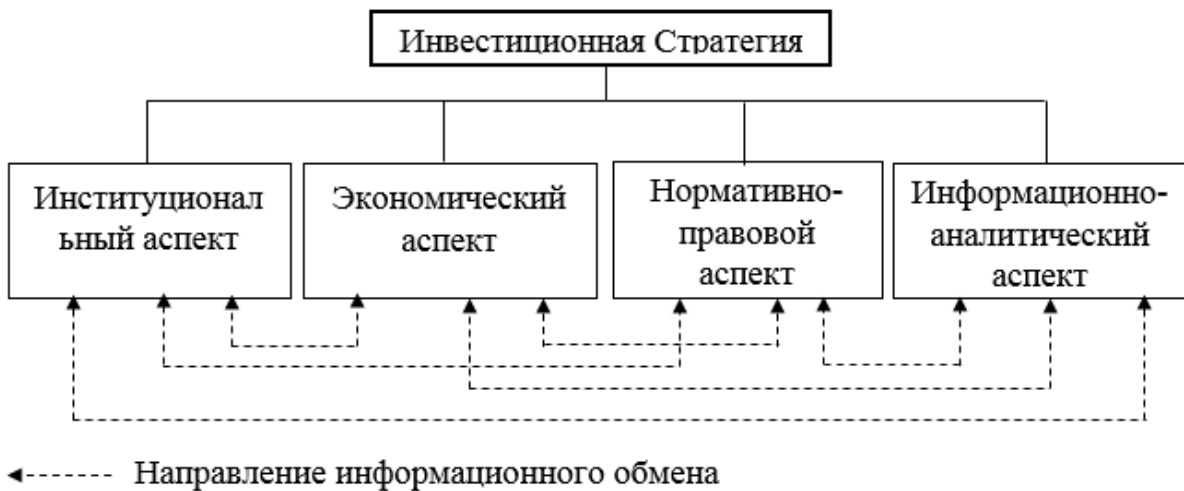 Инвестиционная Стратегия
Институционал
ьный аспект
Экономический
аспект
Нормативно-
правовой
аспект
Информационно-
аналитический
аспект
Направление информационного обмена